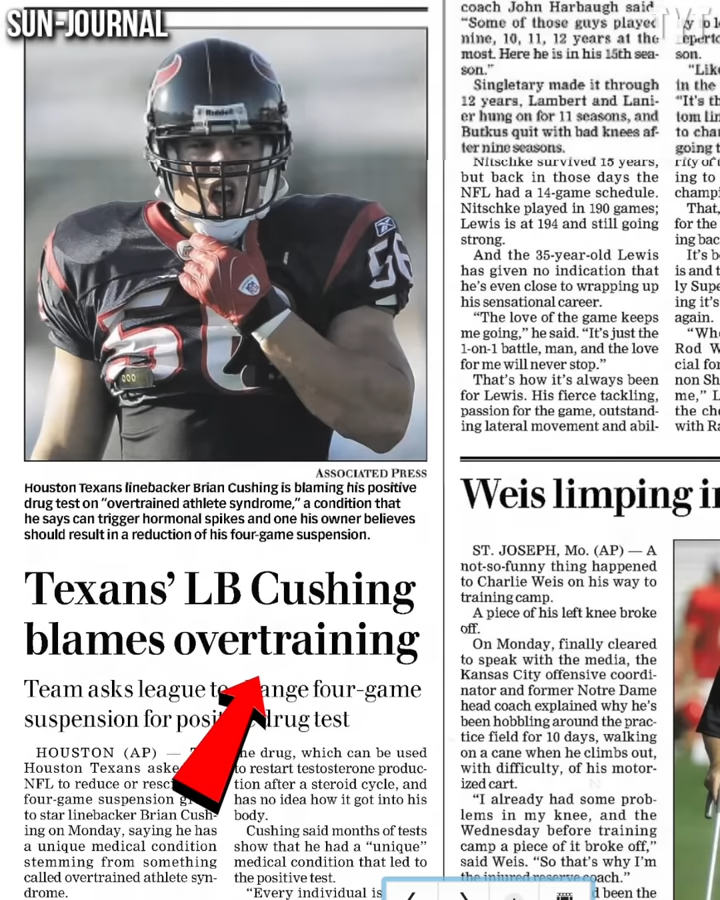 SUN-JOURNAL
TYT
Riddell
56
56
ASSOCIATED PRESS
Houston Texans linebacker Brian Cushing is blaming his positive
drug test on “overtrained athlete syndrome,” a condition that
he says can trigger hormonal spikes and one his owner believes
should result in a reduction of his four-game suspension.
Texans’ LB Cushing
blames overtraining
Team asks league to change four-game
suspension for drug test
HOUSTON (AP) —
Houston Texans
NFL to reduce or
four-game suspension
to star linebacker Brian Cush-
ing on Monday, saying he has
a unique medical condition
stemming from something
called overtrained athlete syn-
drome.
the drug, which can be used
to restart testosterone produc-
tion after a steroid cycle, and
has no idea how it got into his
body.
Cushing said months of tests
show that he had a “unique”
medical condition that led to
the positive test.
“Every individual is
coach John Harbaugh said.
“Some of those guys played
nine, 10, 11, 12 years at the
most. Here he is in his 15th sea-
son.”
Singletary made it through
12 years, Lambert and Lani-
er hung on for 11 seasons, and
Butkus quit with bad knees af-
ter nine seasons.
Nitschke survived 15 years,
but back in those days the
NFL had a 14-game schedule.
Nitschke played in 190 games;
Lewis is at 194 and still going
strong.
And the 35-year-old Lewis
has given no indication that
he’s even close to wrapping up
his sensational career.
“The love of the game keeps
me going,” he said. “It’s just the
1-on-1 battle, man, and the love
for me will never stop.”
That’s how it’s always been
for Lewis. His fierce tackling,
passion for the game, outstand-
ing lateral movement and abil-
son.
“Like
in the
“It’s th
tom lin
to char
going t
rity of
ing to
champi
That,
for the
ing bac
It’s b
is and t
ly Supe
ing it’s
again.
“Who
Rod W
cial for
non Sh
me,” L
the cho
with Ra
Weis limping in
ST. JOSEPH, Mo. (AP) — A
not-so-funny thing happened
to Charlie Weis on his way to
training camp.
A piece of his left knee broke
off.
On Monday, finally cleared
to speak with the media, the
Kansas City offensive coordi-
nator and former Notre Dame
head coach explained why he’s
been hobbling around the prac-
tice field for 10 days, walking
on a cane when he climbs out,
with difficulty, of his motor-
ized cart.
“I already had some prob-
lems in my knee, and the
Wednesday before training
camp a piece of it broke off,”
said Weis. “So that’s why I’m
the injured reserve coach.”
been the